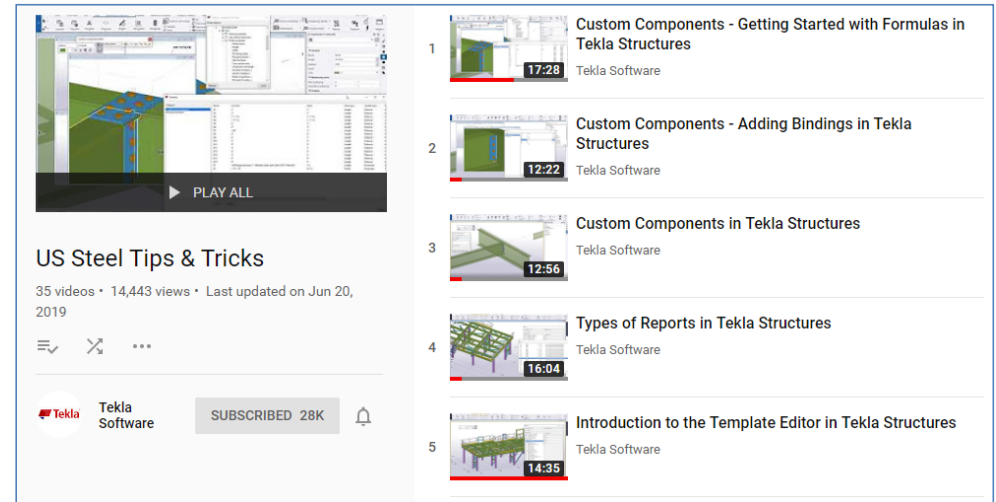 PLAY ALL
US Steel Tips & Tricks
35 videos • 14,443 views • Last updated on Jun 20,
2019
Tekla
Tekla
Software
SUBSCRIBED 28K
1
17:28
Custom Components - Getting Started with Formulas in
Tekla Structures
Tekla Software
2
12:22
Custom Components - Adding Bindings in Tekla
Structures
Tekla Software
3
12:56
Custom Components in Tekla Structures
Tekla Software
4
16:04
Types of Reports in Tekla Structures
Tekla Software
5
14:35
Introduction to the Template Editor in Tekla Structures
Tekla Software